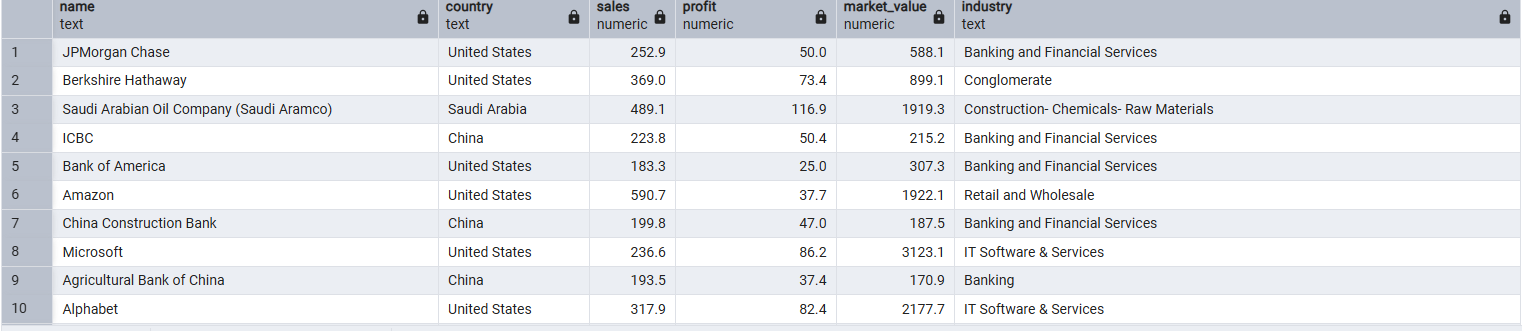 name country sales profit market_value industry
text text numeric numeric numeric text
1 JPMorgan Chase United States 252.9 50.0 588.1 Banking and Financial Services
2 Berkshire Hathaway United States 369.0 73.4 899.1 Conglomerate
3 Saudi Arabian Oil Company (Saudi Aramco) Saudi Arabia 489.1 116.9 1919.3 Construction- Chemicals- Raw Materials
4 ICBC China 223.8 50.4 215.2 Banking and Financial Services
5 Bank of America United States 183.3 25.0 307.3 Banking and Financial Services
6 Amazon United States 590.7 37.7 1922.1 Retail and Wholesale
7 China Construction Bank China 199.8 47.0 187.5 Banking and Financial Services
8 Microsoft United States 236.6 86.2 3123.1 IT Software & Services
9 Agricultural Bank of China China 193.5 37.4 170.9 Banking
10 Alphabet United States 317.9 82.4 2177.7 IT Software & Services